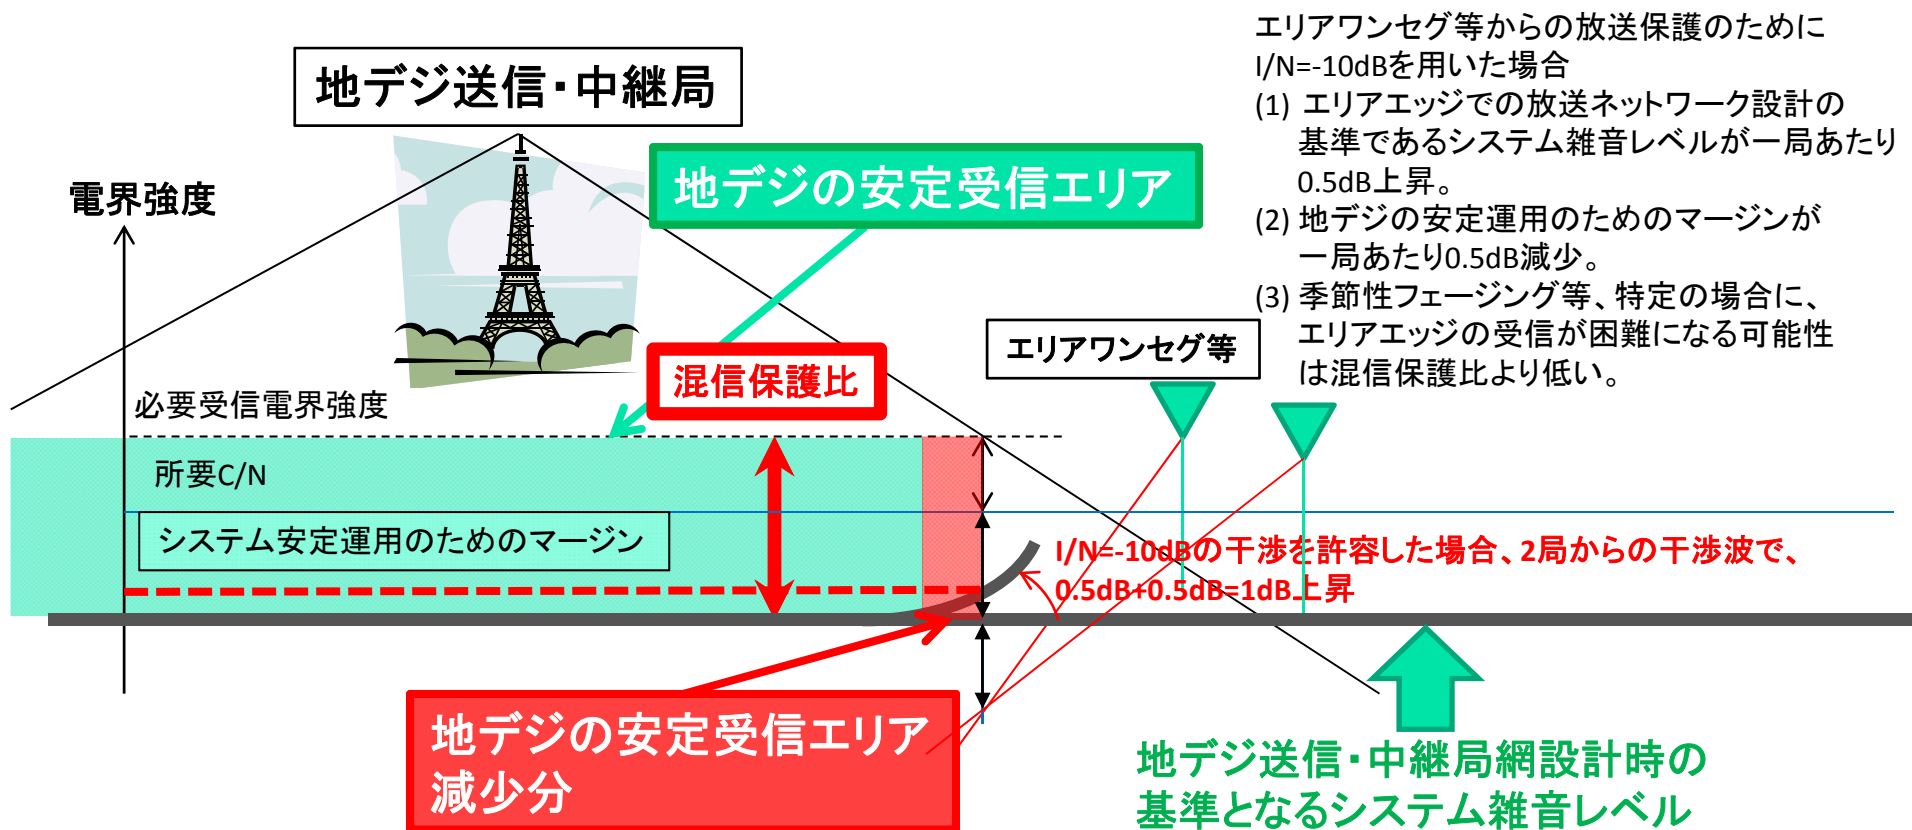 エリアワンセグ等からの放送保護のために
I/N=-10dBを用いた場合
(1) エリアエッジでの放送ネットワーク設計の
基準であるシステム雑音レベルが一局あたり
0.5dB上昇。
(2) 地デジの安定運用のためのマージンが
一局あたり0.5dB減少。
(3) 季節性フェージング等、特定の場合に、
エリアエッジの受信が困難になる可能性
は混信保護比より低い。
地デジ送信・中継局
地デジの安定受信エリア
電界強度
エリアワンセグ等
混信保護比
必要受信電界強度
所要C/N
システム安定運用のためのマージン
I/N=-10dBの干渉を許容した場合、2局からの干渉波で、
0.5dB+0.5dB=1dB上昇
地デジの安定受信エリア
減少分
地デジ送信・中継局網設計時の
基準となるシステム雑音レベル